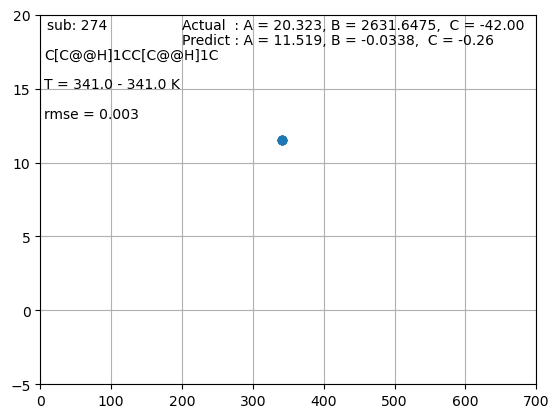 sub: 274
Actual  : A = 20.323, B = 2631.6475,  C = -42.00
Predict : A = 11.519, B = -0.0338,  C = -0.26
C[C@@H]1CC[C@@H]1C
T = 341.0 - 341.0 K
rmse = 0.003
20
15
10
5
0
−5
0 100 200 300 400 500 600 700